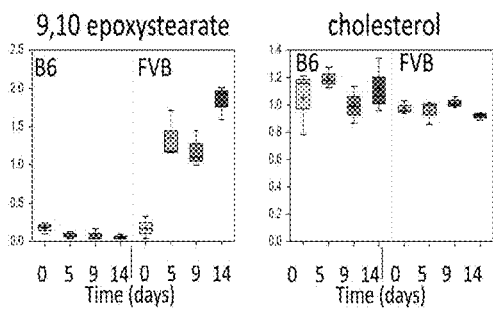 9,10 epoxystearate
cholesterol
2.5
2.0
1.5
1.0
0.5
0.0
B6
FVB
0 5 9 14 0 5 9 14
Time (days)
1.4
1.2
1.0
0.8
0.6
0.4
0.2
0.0
B6
FVB
0 5 9 14 0 5 9 14
Time (days)